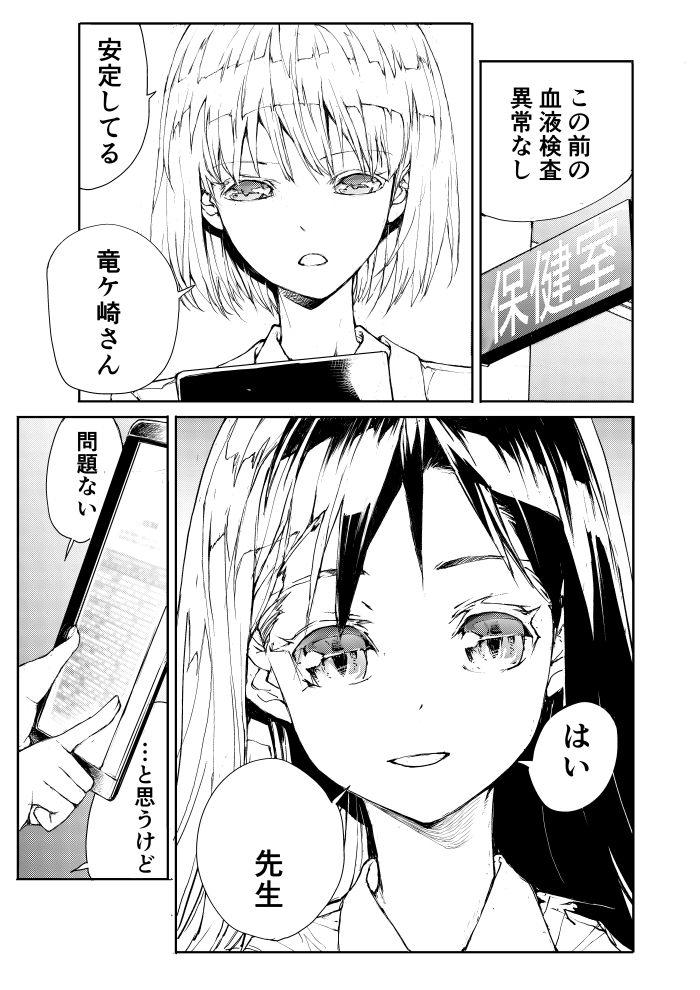 この前の
血液検査
異常なし
保健室
安定してる
竜ケ崎さん
はい
先生
問題ない
…と思うけど